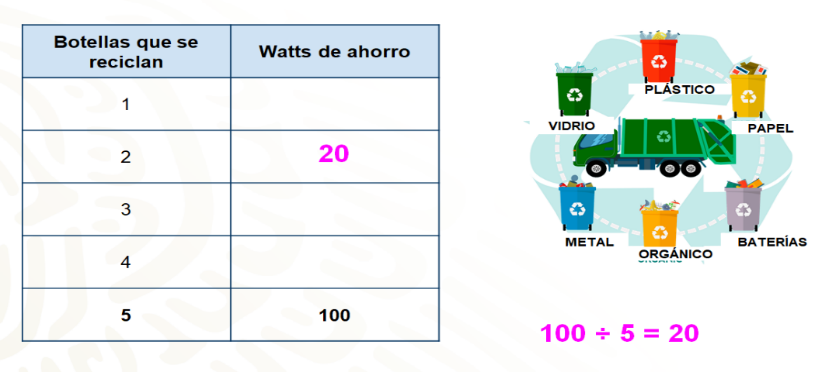 Botellas que se
reciclan
Watts de ahorro
1
2
20
3
4
5
100
PLÁSTICO
VIDRIO
PAPEL
METAL
ORGÁNICO
BATERÍAS
100 ÷ 5 = 20